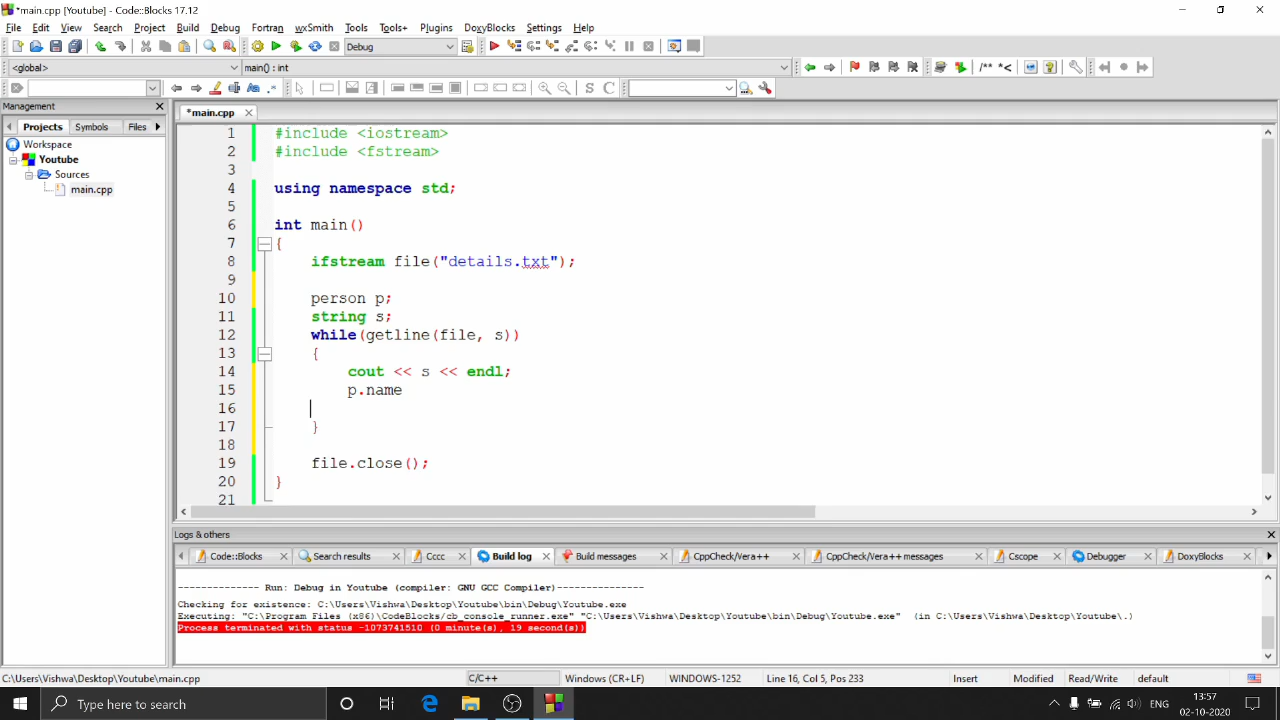 *main.cpp [Youtube] - Code::Blocks 17.12
File Edit View Search Project Build Debug Fortran wxSmith Tools Tools+ Plugins DoxyBlocks Settings Help
Debug
<global> main() : int
/** *<
S C
Management
*main.cpp
Projects Symbols Files
Workspace
Youtube
Sources
main.cpp
1 #include <iostream>
2 #include <fstream>
3
4 using namespace std;
5
6 int main()
7 {
8 ifstream file("details.txt");
9
10 person p;
11 string s;
12 while(getline(file, s))
13 {
14 cout << s << endl;
15 p.name
16
17 }
18
19 file.close();
20 }
21
Logs & others
Code::Blocks Search results Cccc Build log Build messages CppCheck/Vera++ CppCheck/Vera++ messages Cscope Debugger DoxyBlocks
-------------- Run: Debug in Youtube (compiler: GNU GCC Compiler)---------------
Checking for existence: C:\Users\Vishwa\Desktop\Youtube\bin\Debug\Youtube.exe
Executing: "C:\Program Files (x86)\CodeBlocks/cb_console_runner.exe" "C:\Users\Vishwa\Desktop\Youtube\bin\Debug\Youtube.exe" (in C:\Users\Vishwa\Desktop\Youtube\.)
Process terminated with status -1073741510 (0 minute(s), 19 second(s))
C:\Users\Vishwa\Desktop\Youtube\main.cpp C/C++ Windows (CR+LF) WINDOWS-1252 Line 16, Col 5, Pos 233 Insert Modified default
Type here to search
ENG
13:57
02-10-2020